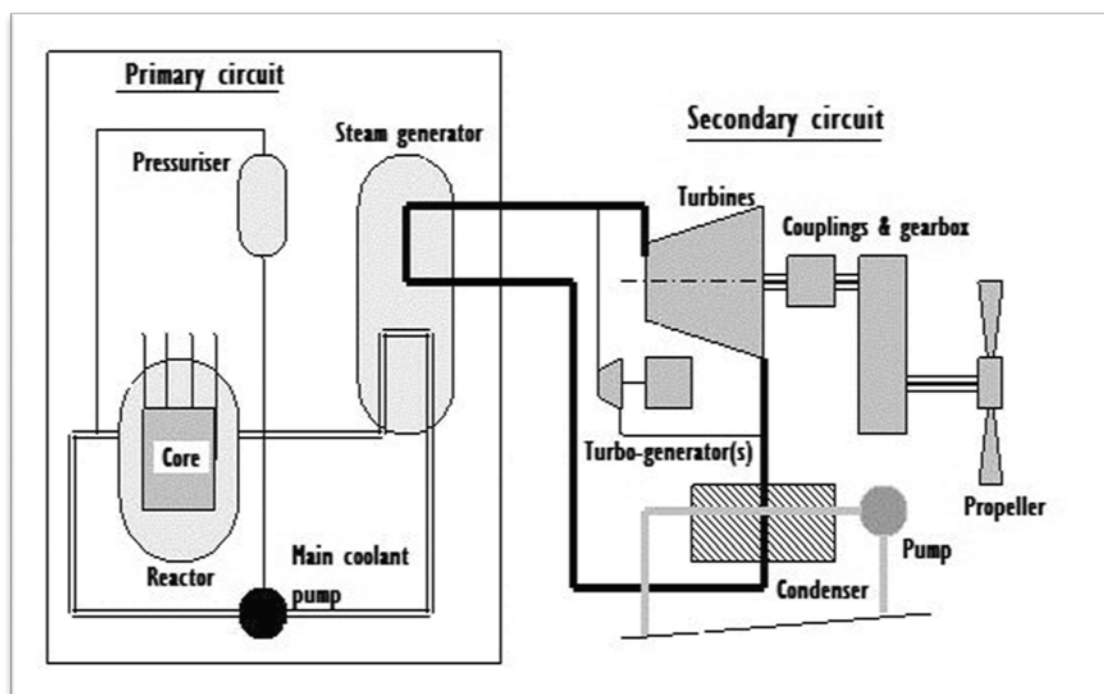 Primary circuit
Steam generator
Pressuriser
Secondary circuit
Turbines
Couplings & gearbox
Core
Turbo-generator(s)
Propeller
Reactor
Main coolant
pump
Pump
Condenser